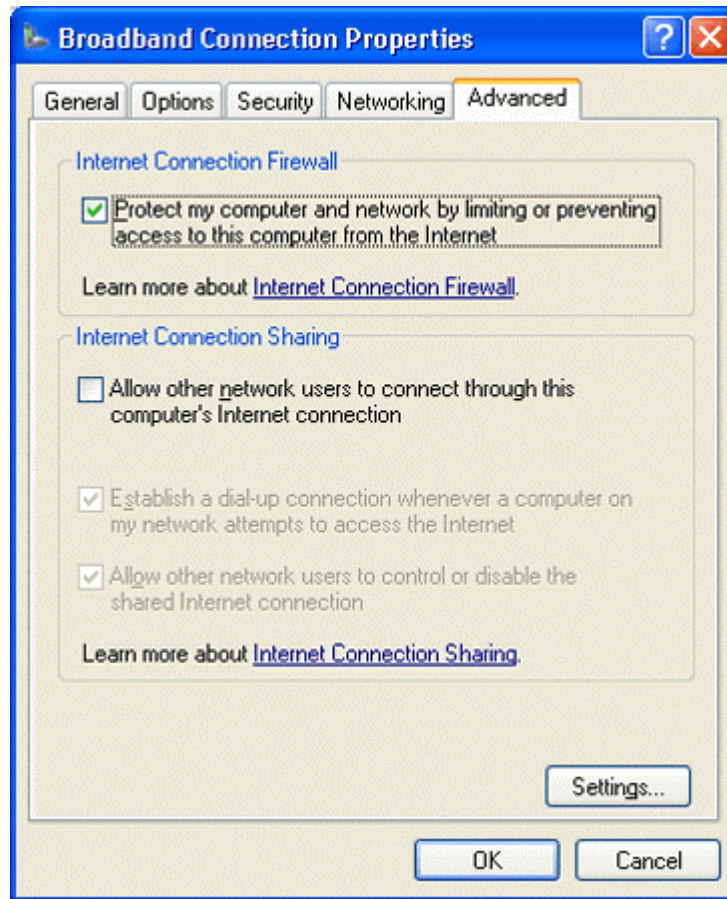 Broadband Connection Properties
General Options Security Networking Advanced
Internet Connection Firewall
Protect my computer and network by limiting or preventing
access to this computer from the Internet
Learn more about Internet Connection Firewall.
Internet Connection Sharing
Allow other network users to connect through this
computer's Internet connection
Establish a dial-up connection whenever a computer on
my network attempts to access the Internet
Allow other network users to control or disable the
shared Internet connection
Learn more about Internet Connection Sharing.
Settings...
OK Cancel